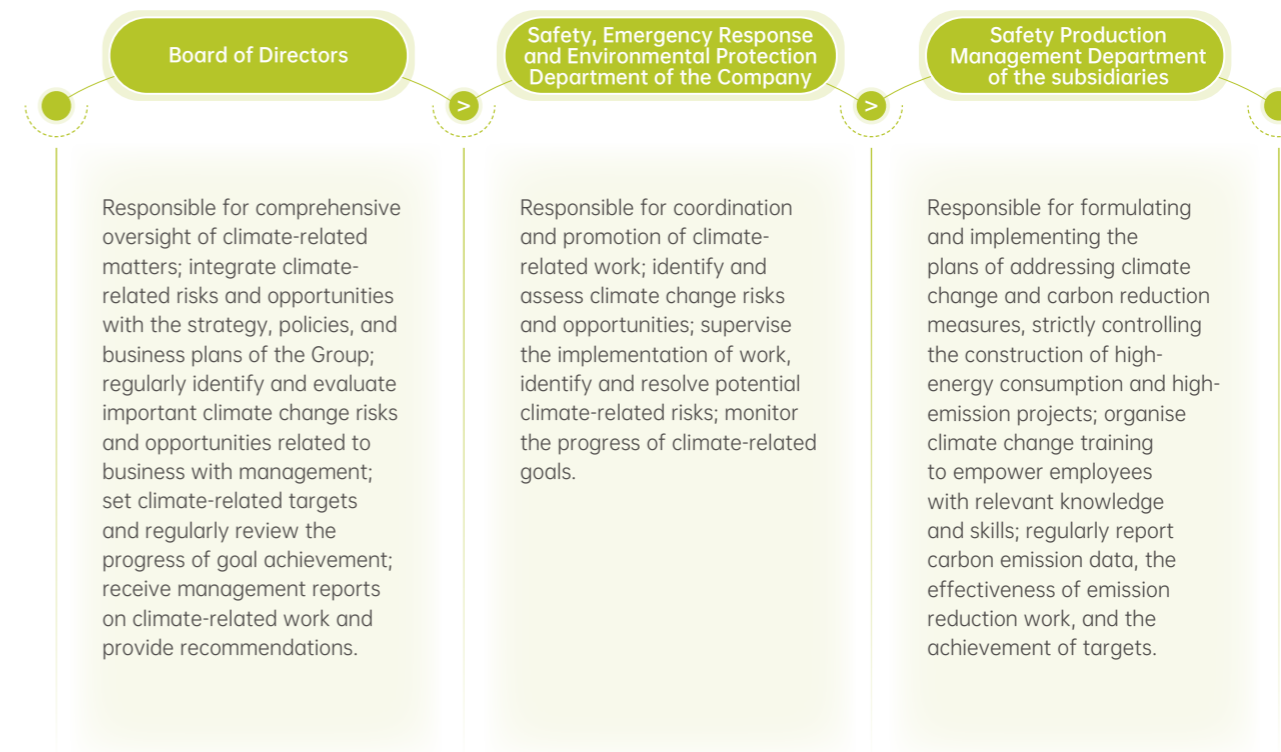 Board of Directors
Responsible for comprehensive
oversight of climate-related
matters; integrate climate-
related risks and opportunities
with the strategy, policies, and
business plans of the Group;
regularly identify and evaluate
important climate change risks
and opportunities related to
business with management;
set climate-related targets
and regularly review the
progress of goal achievement;
receive management reports
on climate-related work and
provide recommendations.
>
Safety, Emergency Response
and Environmental Protection
Department of the Company
Responsible for coordination
and promotion of climate-
related work; identify and
assess climate change risks
and opportunities; supervise
the implementation of work,
identify and resolve potential
climate-related risks; monitor
the progress of climate-related
goals.
>
Safety Production
Management Department
of the subsidiaries
Responsible for formulating
and implementing the
plans of addressing climate
change and carbon reduction
measures, strictly controlling
the construction of high-
energy consumption and high-
emission projects; organise
climate change training
to empower employees
with relevant knowledge
and skills; regularly report
carbon emission data, the
effectiveness of emission
reduction work, and the
achievement of targets.